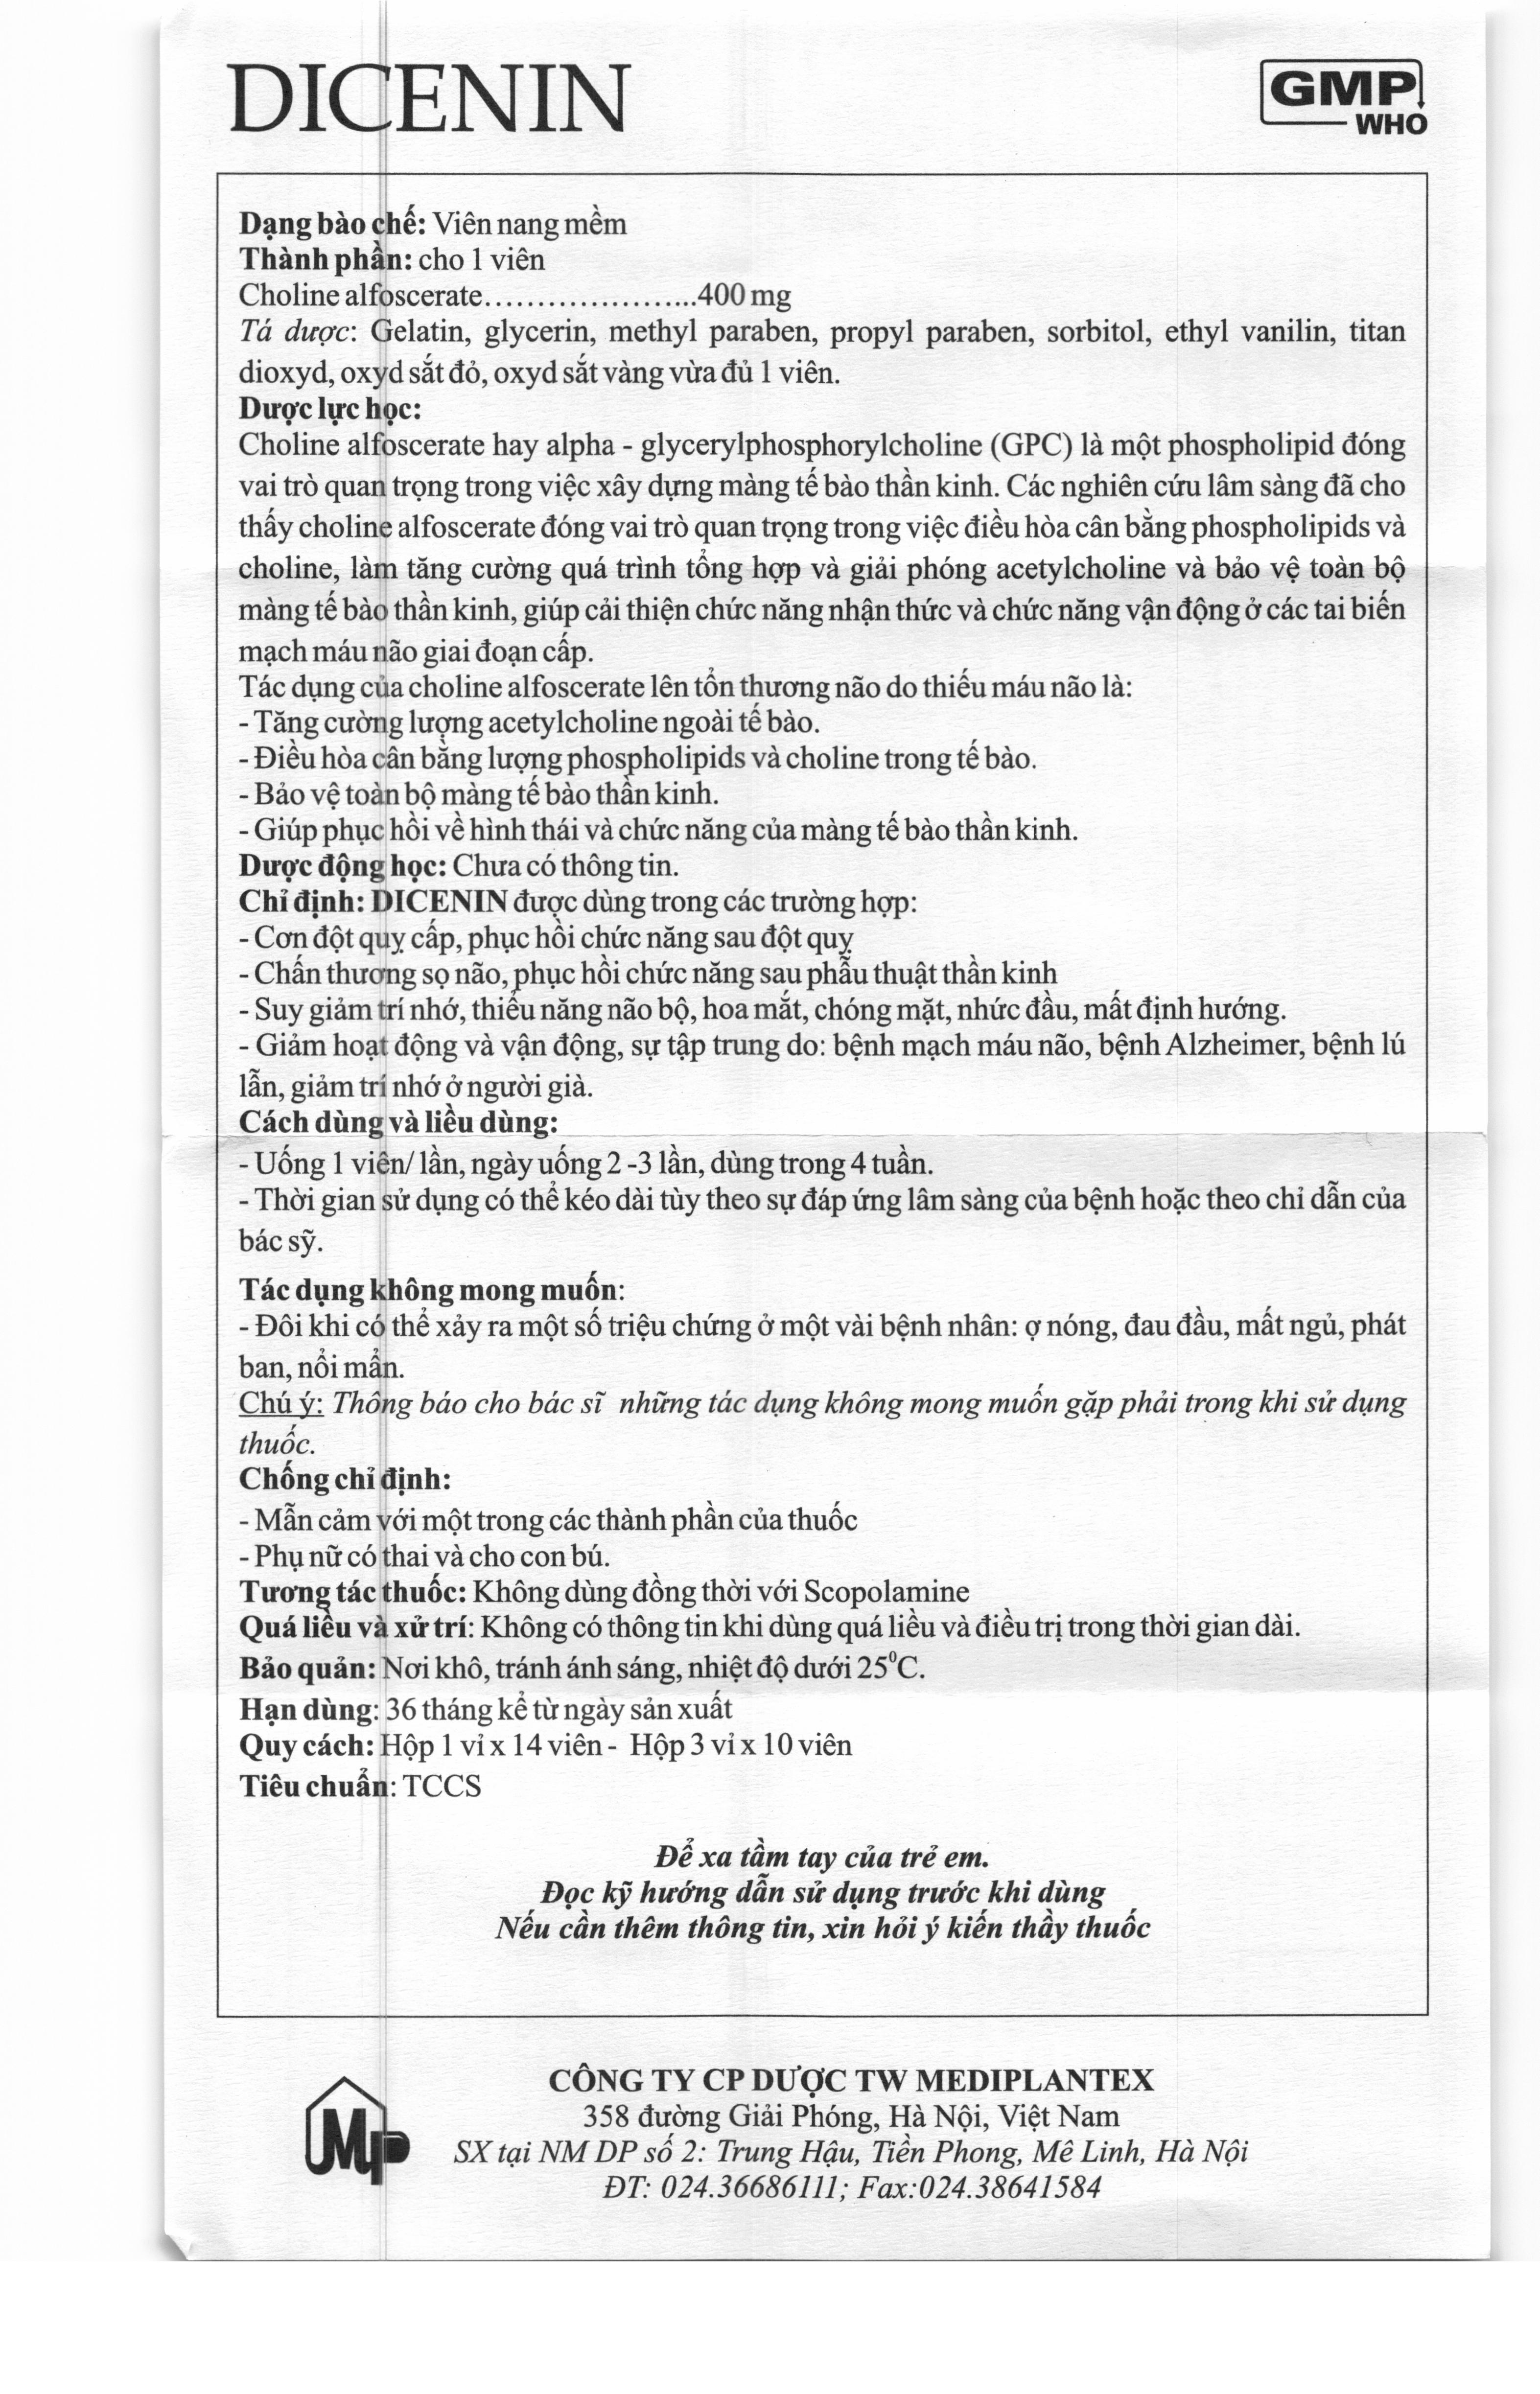 DICENIN
GMP
WHO
Dạng bào chế: Viên nang mềm
Thành phần: cho 1 viên
Choline alfoscerate.....................400 mg
Tá dược: Gelatin, glycerin, methyl paraben, propyl paraben, sorbitol, ethyl vanilin, titan
dioxyd, oxyd sắt đỏ, oxyd sắt vàng vừa đủ 1 viên.
Dược lực học:
Choline alfoscerate hay alpha - glycerylphosphorylcholine (GPC) là một phospholipid đóng
vai trò quan trọng trong việc xây dựng màng tế bào thần kinh. Các nghiên cứu lâm sàng đã cho
thấy choline alfoscerate đóng vai trò quan trọng trong việc điều hòa cân bằng phospholipids và
choline, làm tăng cường quá trình tổng hợp và giải phóng acetylcholine và bảo vệ toàn bộ
màng tế bào thần kinh, giúp cải thiện chức năng nhận thức và chức năng vận động ở các tai biến
mạch máu não giai đoạn cấp.
Tác dụng của choline alfoscerate lên tổn thương não do thiếu máu não là:
- Tăng cường lượng acetylcholine ngoài tế bào.
- Điều hòa cân bằng lượng phospholipids và choline trong tế bào.
- Bảo vệ toàn bộ màng tế bào thần kinh.
- Giúp phục hồi về hình thái và chức năng của màng tế bào thần kinh.
Dược động học: Chưa có thông tin.
Chỉ định: DICENIN được dùng trong các trường hợp:
- Cơn đột quỵ cấp, phục hồi chức năng sau đột quỵ
- Chấn thương sọ não, phục hồi chức năng sau phẫu thuật thần kinh
- Suy giảm trí nhớ, thiểu năng não bộ, hoa mắt, chóng mặt, nhức đầu, mất định hướng.
- Giảm hoạt động và vận động, sự tập trung do: bệnh mạch máu não, bệnh Alzheimer, bệnh lú
lẫn, giảm trí nhớ ở người già.
Cách dùng và liều dùng:
- Uống 1 viên/ lần, ngày uống 2 -3 lần, dùng trong 4 tuần.
- Thời gian sử dụng có thể kéo dài tùy theo sự đáp ứng lâm sàng của bệnh hoặc theo chỉ dẫn của
bác sỹ.
Tác dụng không mong muốn:
- Đôi khi có thể xảy ra một số triệu chứng ở một vài bệnh nhân: ợ nóng, đau đầu, mất ngủ, phát
ban, nổi mẩn.
Chú ý: Thông báo cho bác sĩ những tác dụng không mong muốn gặp phải trong khi sử dụng
thuốc.
Chống chỉ định:
- Mẫn cảm với một trong các thành phần của thuốc
- Phụ nữ có thai và cho con bú.
Tương tác thuốc: Không dùng đồng thời với Scopolamine
Quá liều và xử trí: Không có thông tin khi dùng quá liều và điều trị trong thời gian dài.
Bảo quản: Nơi khô, tránh ánh sáng, nhiệt độ dưới 25⁰C.
Hạn dùng: 36 tháng kể từ ngày sản xuất
Quy cách: Hộp 1 vỉ x 14 viên - Hộp 3 vỉ x 10 viên
Tiêu chuẩn: TCCS
Để xa tầm tay của trẻ em.
Đọc kỹ hướng dẫn sử dụng trước khi dùng
Nếu cần thêm thông tin, xin hỏi ý kiến thầy thuốc
Mp
CÔNG TY CP DƯỢC TW MEDIPLANTEX
358 đường Giải Phóng, Hà Nội, Việt Nam
SX tại NM DP số 2: Trung Hậu, Tiền Phong, Mê Linh, Hà Nội
ĐT: 024.36686111; Fax:024.38641584